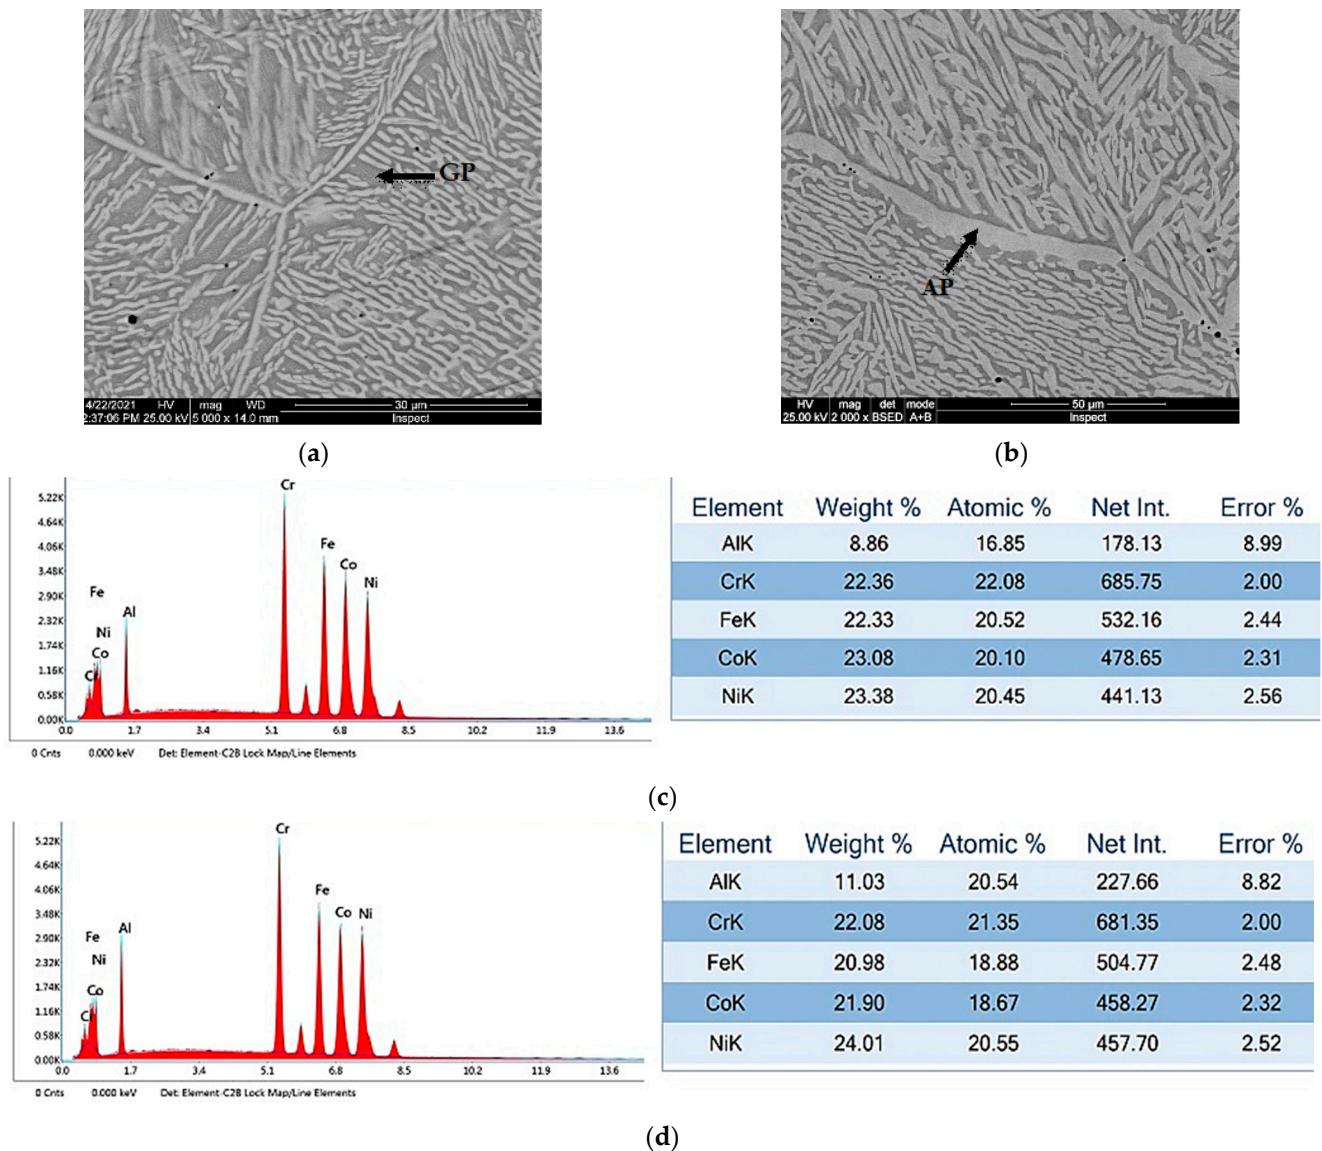 GP
4/22/2021 HV mag WD 30 µm
2:37:06 PM 25.00 kV 5 000 x 14.0 mm Inspect
(a)
AP
HV mag det mode 50 µm
25.00 kV 2 000 x BSED A+B Inspect
(b)
Cr
5.22K
4.64K
4.06K
3.48K
2.90K
2.32K
1.74K
1.16K
0.58K
0.00K
Fe
Co
Ni
Fe
Al
Ni
Co
Cr
0.0 1.7 3.4 5.1 6.8 8.5 10.2 11.9 13.6
0 Cnts 0.000 keV Det: Element-C2B Lock Map/Line Elements
Element Weight % Atomic % Net Int. Error %
AlK 8.86 16.85 178.13 8.99
CrK 22.36 22.08 685.75 2.00
FeK 22.33 20.52 532.16 2.44
CoK 23.08 20.10 478.65 2.31
NiK 23.38 20.45 441.13 2.56
(c)
Cr
5.22K
4.64K
4.06K
3.48K
2.90K
2.32K
1.74K
1.16K
0.58K
0.00K
Fe
Co
Ni
Fe
Al
Ni
Co
Cr
0.0 1.7 3.4 5.1 6.8 8.5 10.2 11.9 13.6
0 Cnts 0.000 keV Det: Element-C2B Lock Map/Line Elements
Element Weight % Atomic % Net Int. Error %
AlK 11.03 20.54 227.66 8.82
CrK 22.08 21.35 681.35 2.00
FeK 20.98 18.88 504.77 2.48
CoK 21.90 18.67 458.27 2.32
NiK 24.01 20.55 457.70 2.52
(d)